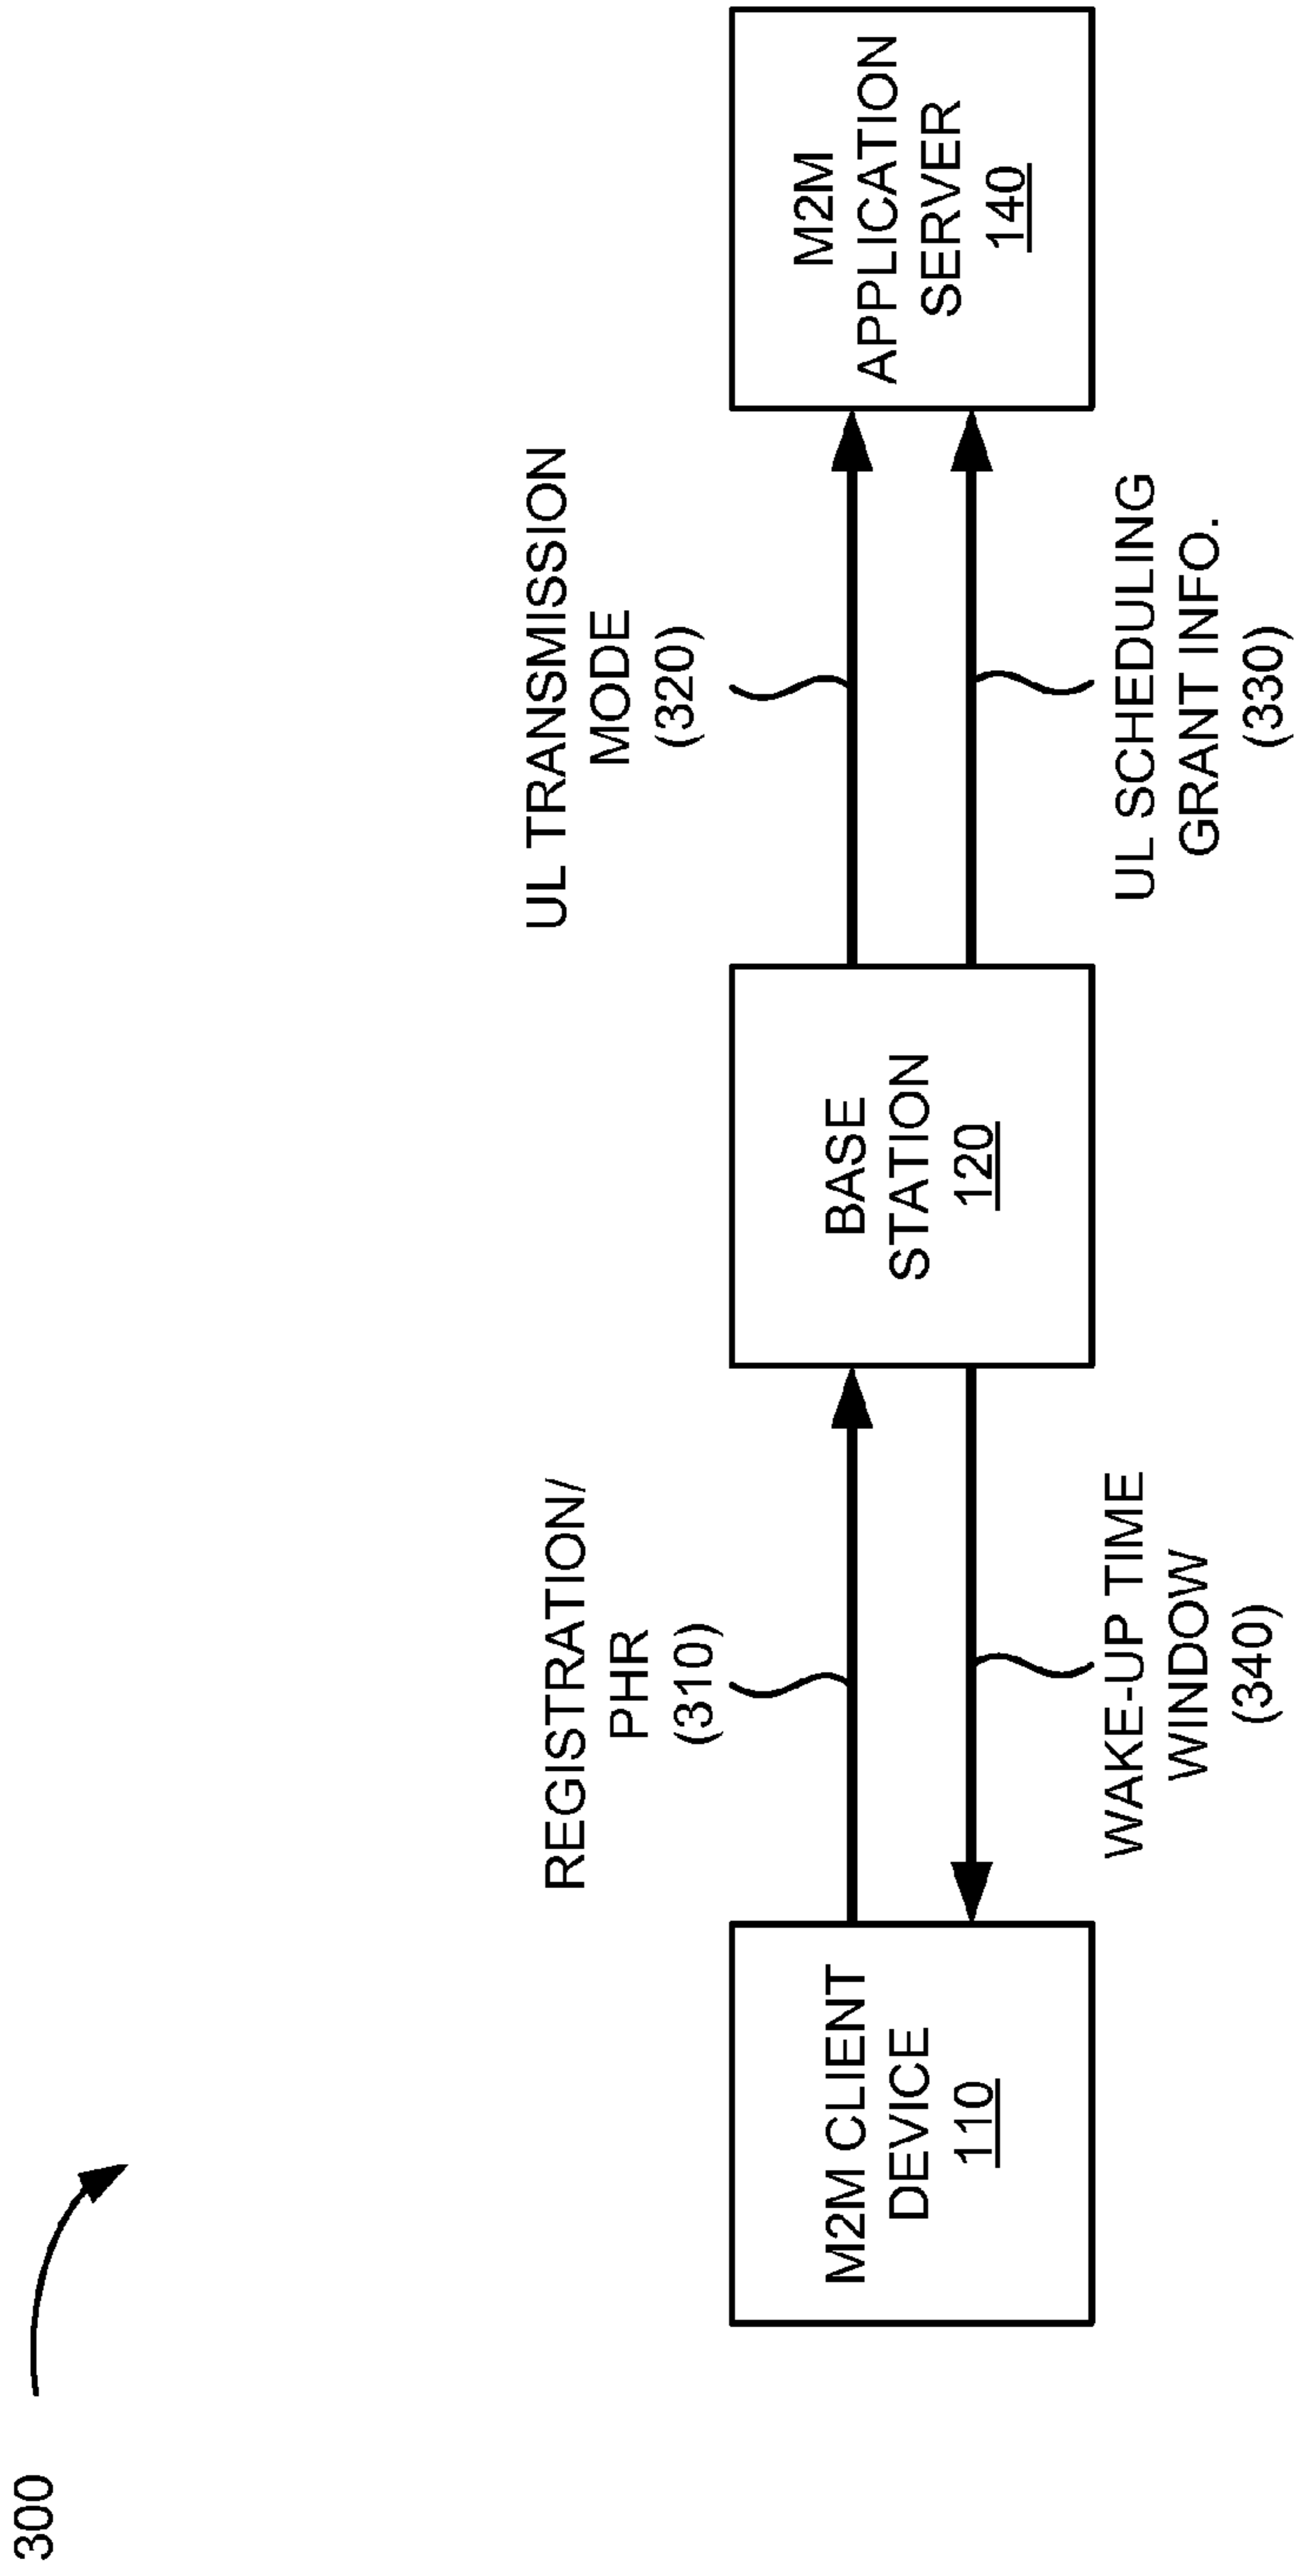 300
M2M CLIENT
DEVICE
110
REGISTRATION/
PHR
(310)
WAKE-UP TIME
WINDOW
(340)
BASE
STATION
120
UL TRANSMISSION
MODE
(320)
UL SCHEDULING
GRANT INFO.
(330)
M2M
APPLICATION
SERVER
140